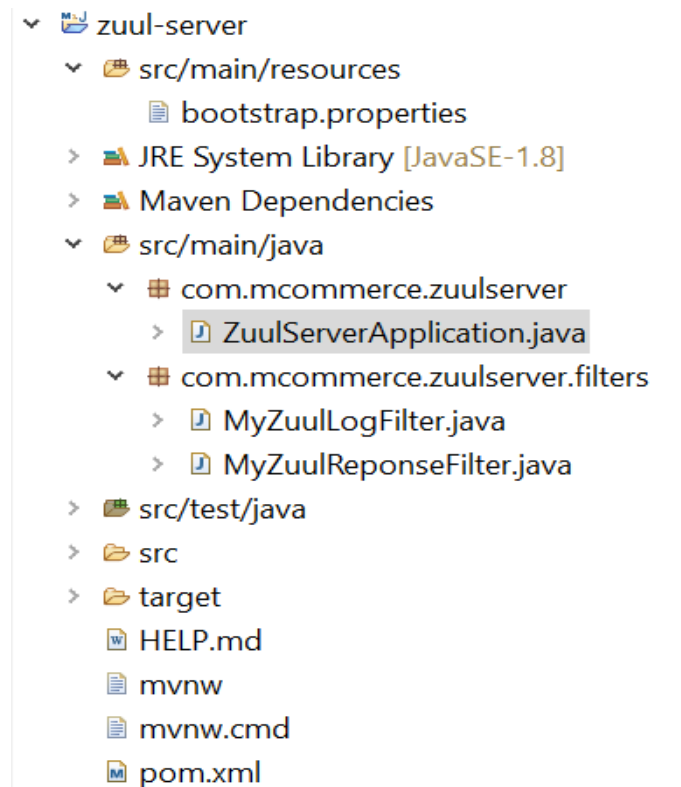 zuul-server
src/main/resources
bootstrap.properties
JRE System Library [JavaSE-1.8]
Maven Dependencies
src/main/java
com.mcommerce.zuulserver
ZuulServerApplication.java
com.mcommerce.zuulserver.filters
MyZuulLogFilter.java
MyZuulReponseFilter.java
src/test/java
src
target
HELP.md
mvnw
mvnw.cmd
pom.xml